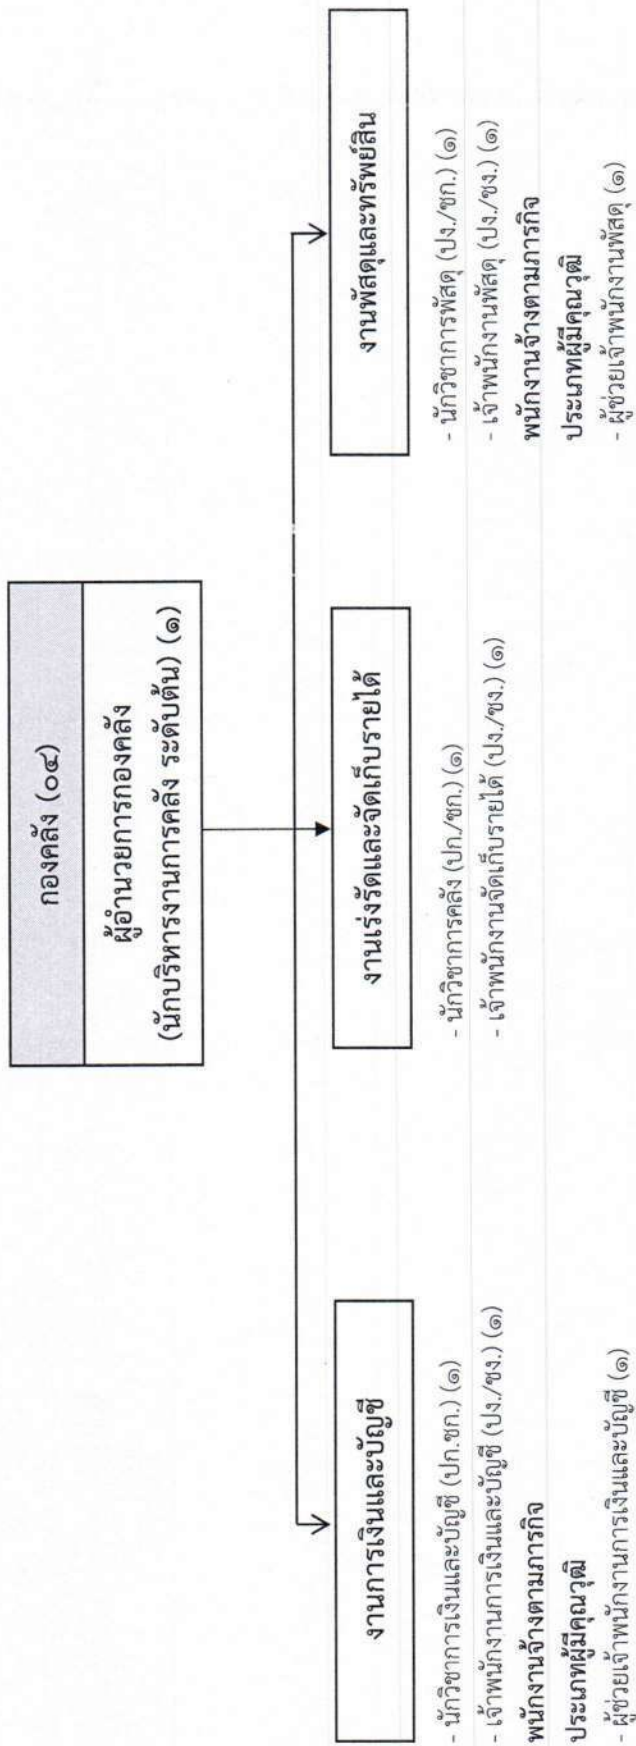 กองคลัง (๐๔)
ผู้อำนวยการกองคลัง
(นักบริหารงานการคลัง ระดับต้น) (๑)
งานการเงินและบัญชี
- นักวิชาการเงินและบัญชี (ปก.ชก.) (๑)
- เจ้าพนักงานการเงินและบัญชี (ปง./ชง.) (๑)
พนักงานจ้างตามภารกิจ
ประเภทผู้มีคุณวุฒิ
- ผู้ช่วยเจ้าพนักงานการเงินและบัญชี (๑)
งานเร่งรัดและจัดเก็บรายได้
- นักวิชาการคลัง (ปก./ชก.) (๑)
- เจ้าพนักงานจัดเก็บรายได้ (ปง./ชง.) (๑)
งานพัสดุและทรัพย์สิน
- นักวิชาการพัสดุ (ปง./ชก.) (๑)
- เจ้าพนักงานพัสดุ (ปง./ชง.) (๑)
พนักงานจ้างตามภารกิจ
ประเภทผู้มีคุณวุฒิ
- ผู้ช่วยเจ้าพนักงานพัสดุ (๑)